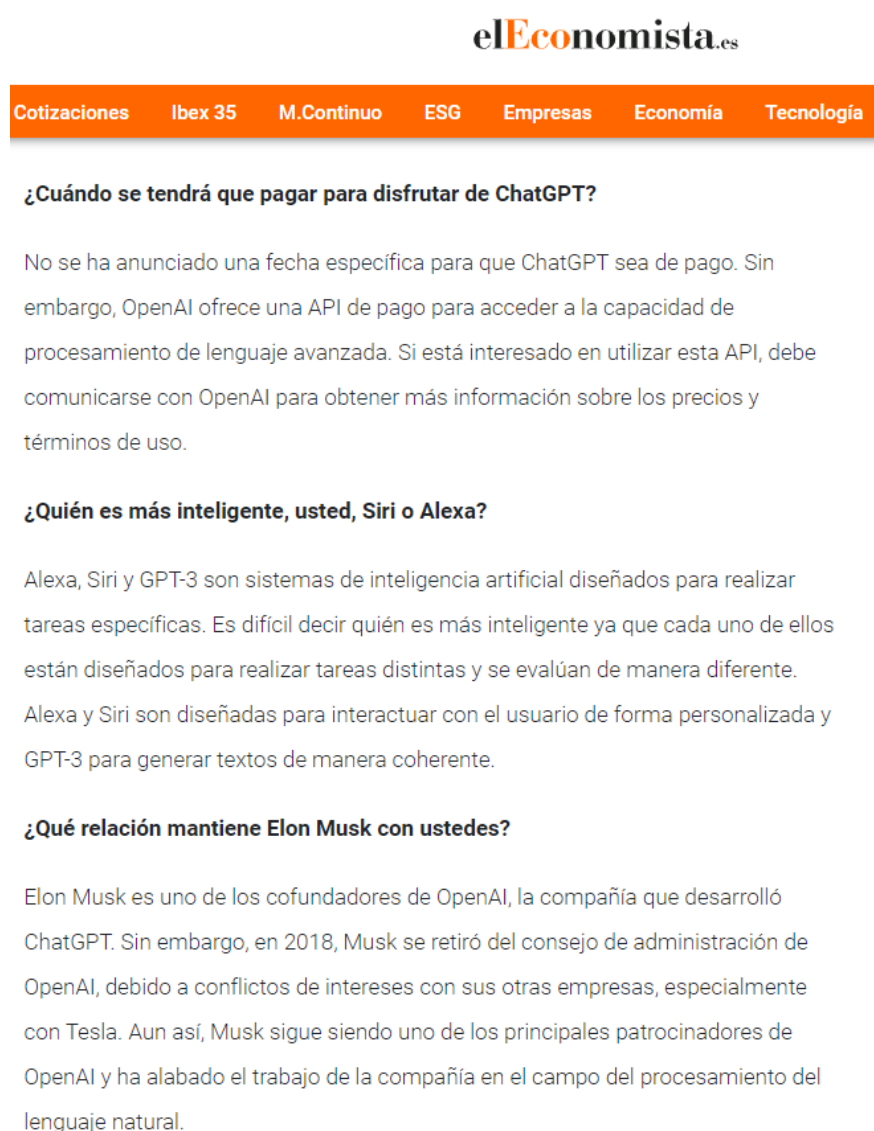 elEconomista.es
Cotizaciones Ibex 35 M.Continuo ESG Empresas Economía Tecnología
¿Cuándo se tendrá que pagar para disfrutar de ChatGPT?
No se ha anunciado una fecha específica para que ChatGPT sea de pago. Sin
embargo, OpenAI ofrece una API de pago para acceder a la capacidad de
procesamiento de lenguaje avanzada. Si está interesado en utilizar esta API, debe
comunicarse con OpenAI para obtener más información sobre los precios y
términos de uso.
¿Quién es más inteligente, usted, Siri o Alexa?
Alexa, Siri y GPT-3 son sistemas de inteligencia artificial diseñados para realizar
tareas específicas. Es difícil decir quién es más inteligente ya que cada uno de ellos
están diseñados para realizar tareas distintas y se evalúan de manera diferente.
Alexa y Siri son diseñadas para interactuar con el usuario de forma personalizada y
GPT-3 para generar textos de manera coherente.
¿Qué relación mantiene Elon Musk con ustedes?
Elon Musk es uno de los cofundadores de OpenAI, la compañía que desarrolló
ChatGPT. Sin embargo, en 2018, Musk se retiró del consejo de administración de
OpenAI, debido a conflictos de intereses con sus otras empresas, especialmente
con Tesla. Aun así, Musk sigue siendo uno de los principales patrocinadores de
OpenAI y ha alabado el trabajo de la compañía en el campo del procesamiento del
lenguaje natural.